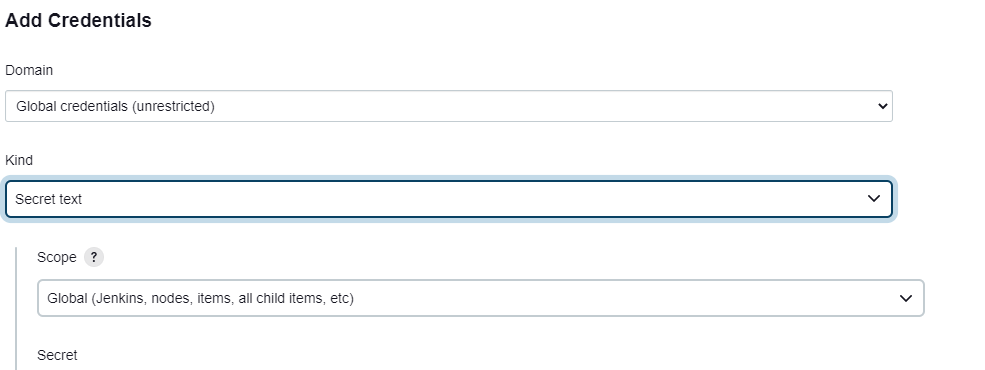 Add Credentials
Domain
Global credentials (unrestricted)
Kind
Secret text
Scope ?
Global (Jenkins, nodes, items, all child items, etc)
Secret